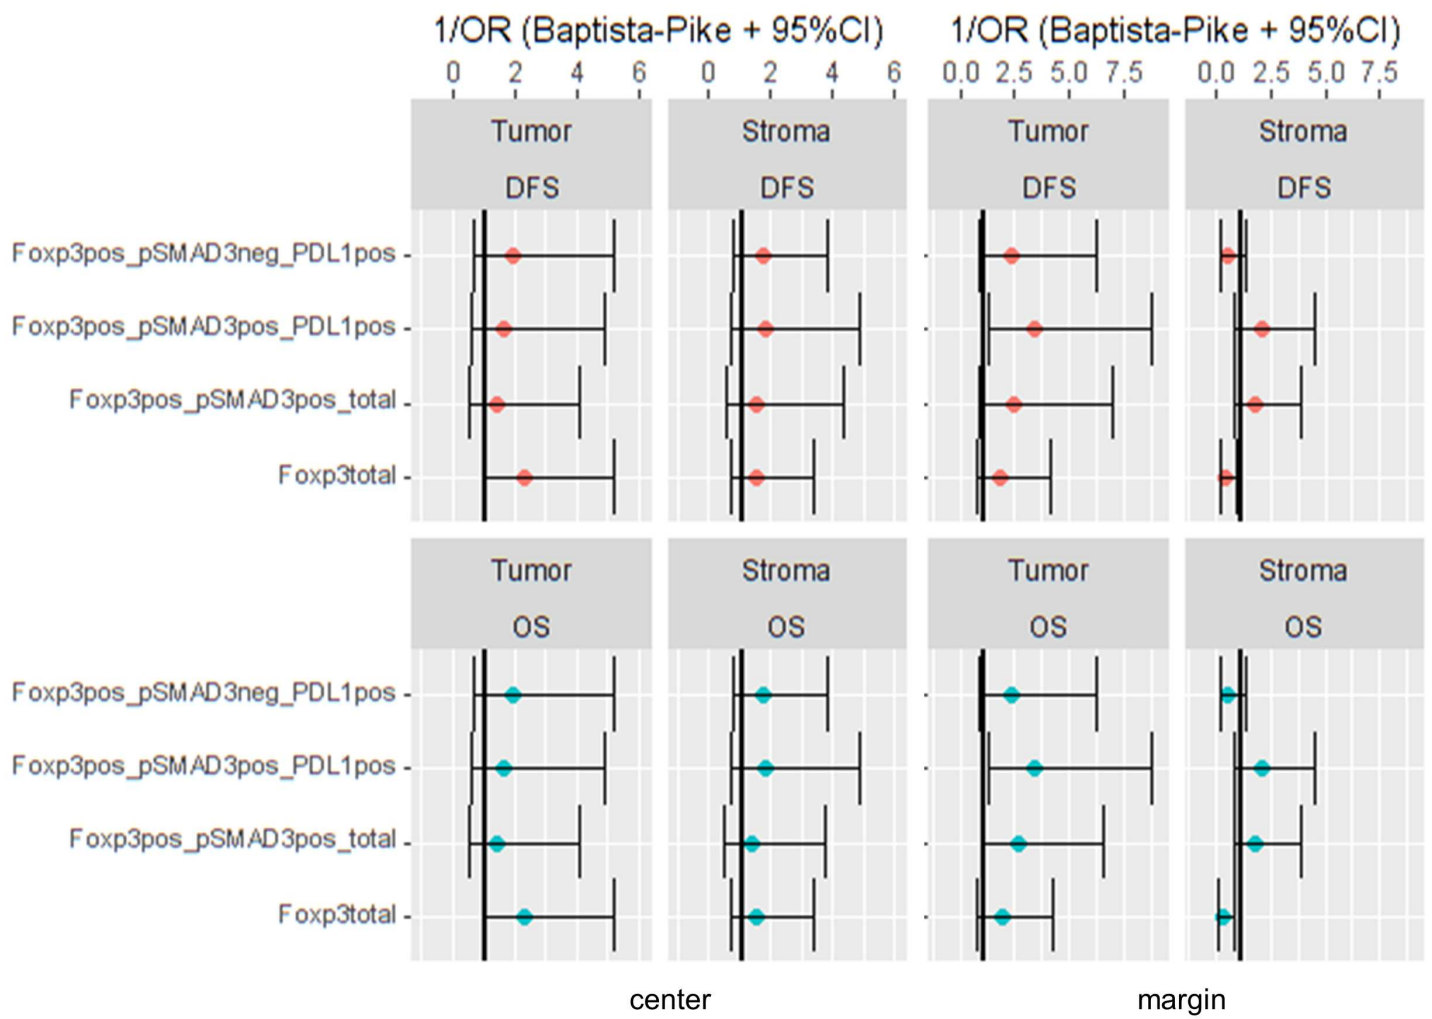 1/OR (Baptista-Pike + 95%CI) 1/OR (Baptista-Pike + 95%CI)
0 2 4 6 0 2 4 6 0.0 2.5 5.0 7.5 0.0 2.5 5.0 7.5
Tumor Stroma Tumor Stroma
DFS DFS DFS DFS
Foxp3pos_pSMAD3neg_PDL1pos
Foxp3pos_pSMAD3pos_PDL1pos
Foxp3pos_pSMAD3pos_total
Foxp3total
Tumor Stroma Tumor Stroma
OS OS OS OS
Foxp3pos_pSMAD3neg_PDL1pos
Foxp3pos_pSMAD3pos_PDL1pos
Foxp3pos_pSMAD3pos_total
Foxp3total
center margin